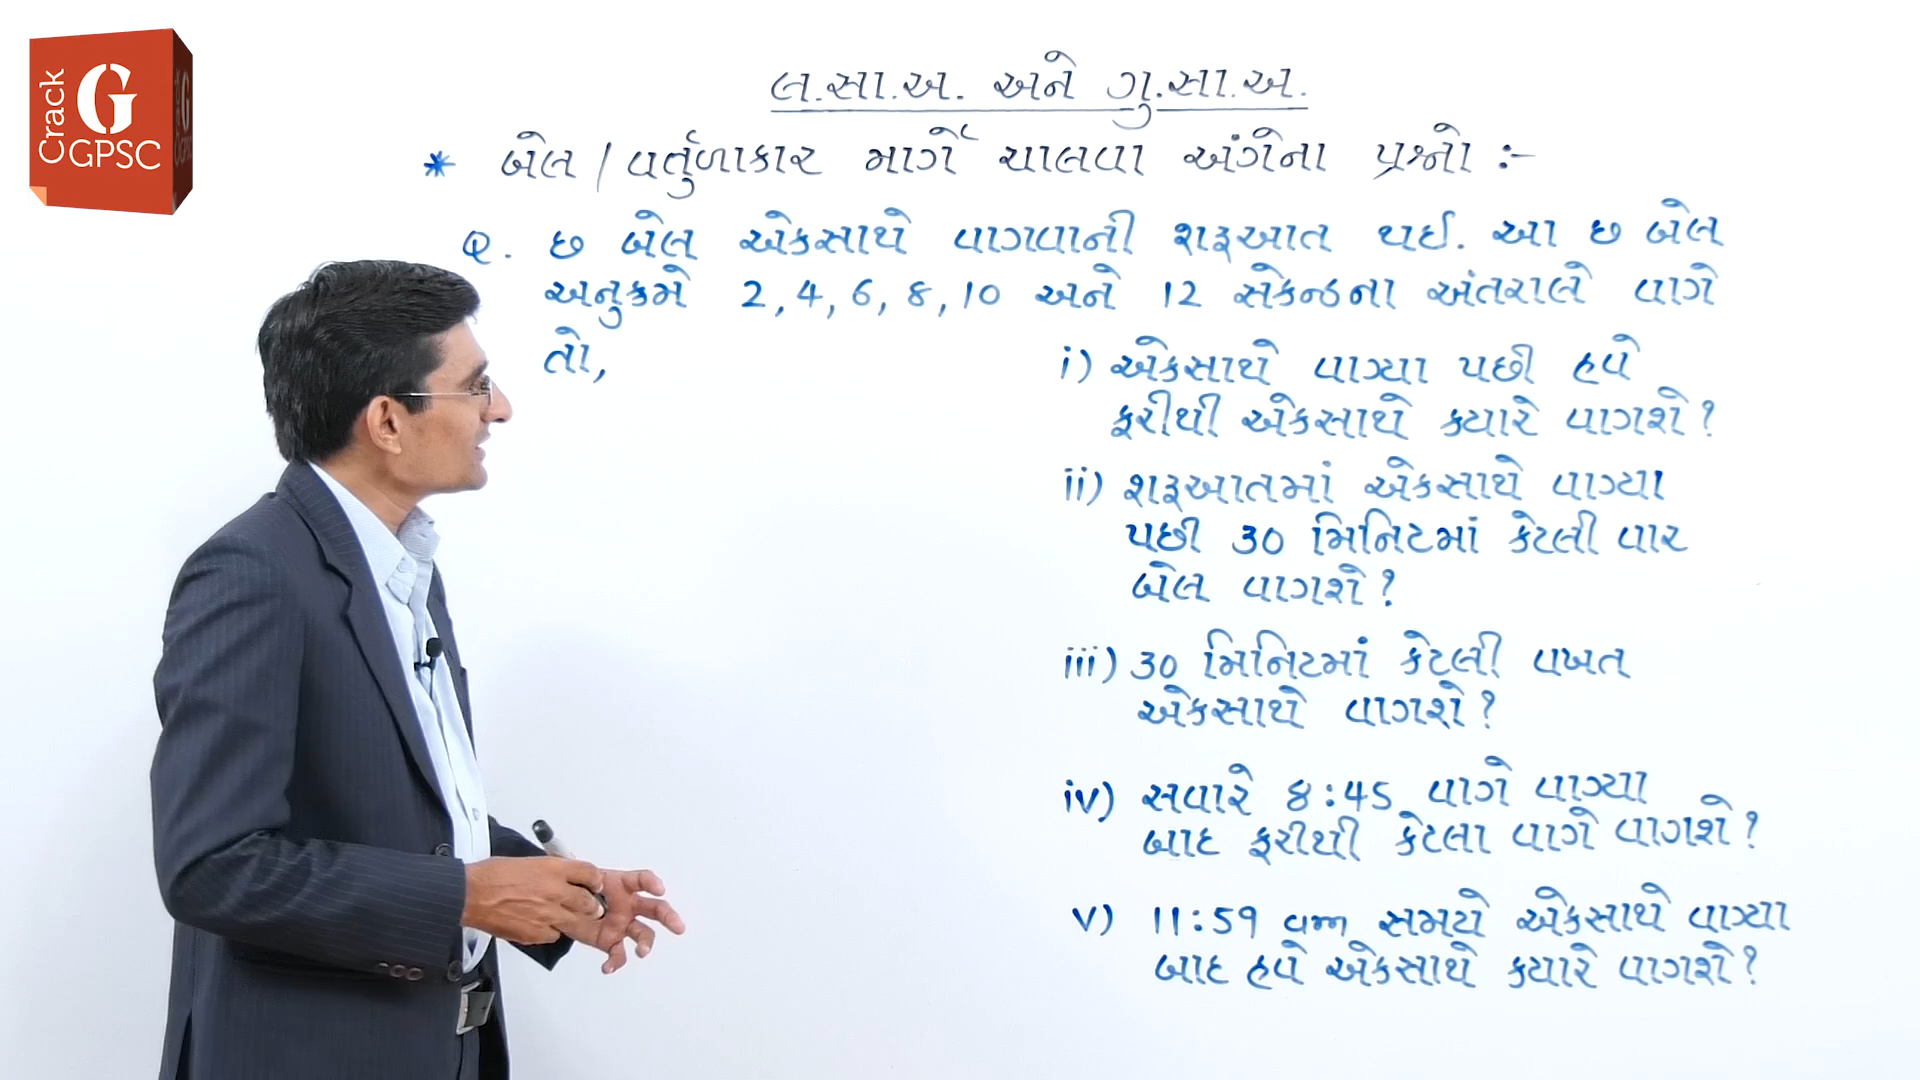 Crack
G
GPSC
લ.સા.અ. અને ગુ.સા.અ.
* બેલ / વર્તુળાકાર માર્ગે ચાલવા અંગેના પ્રશ્નો :-
Q. છ બેલ એકસાથે વાગવાની શરૂઆત થઈ. આ છ બેલ
અનુક્રમે 2, 4, 6, 8, 10 અને 12 સેકન્ડના અંતરાલે વાગે
તો,
i) એકસાથે વાગ્યા પછી હવે
ફરીથી એકસાથે ક્યારે વાગશે?
ii) શરૂઆતમાં એકસાથે વાગ્યા
પછી 30 મિનિટમાં કેટલી વાર
બેલ વાગશે?
iii) 30 મિનિટમાં કેટલી વખત
એકસાથે વાગશે?
iv) સવારે 8:45 વાગે વાગ્યા
બાદ ફરીથી કેટલા વાગે વાગશે?
v) 11:59 am સમયે એકસાથે વાગ્યા
બાદ હવે એકસાથે ક્યારે વાગશે?